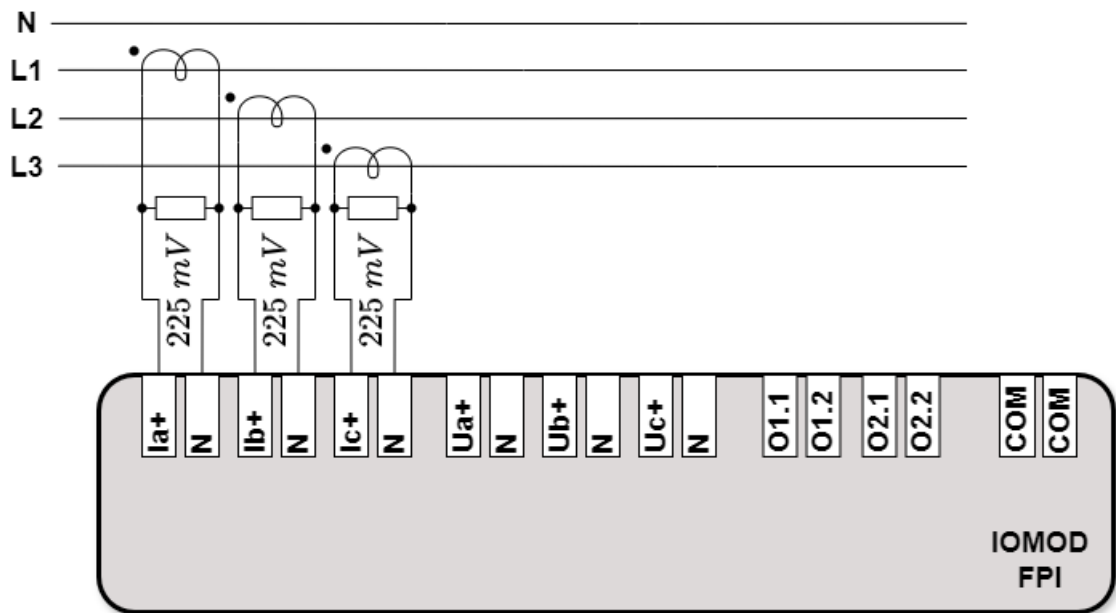 N
L1
L2
L3
225 mV
225 mV
225 mV
Ia+
N
Ib+
N
Ic+
N
Ua+
N
Ub+
N
Uc+
N
O1.1
O1.2
O2.1
O2.2
COM
COM
IOMOD
FPI